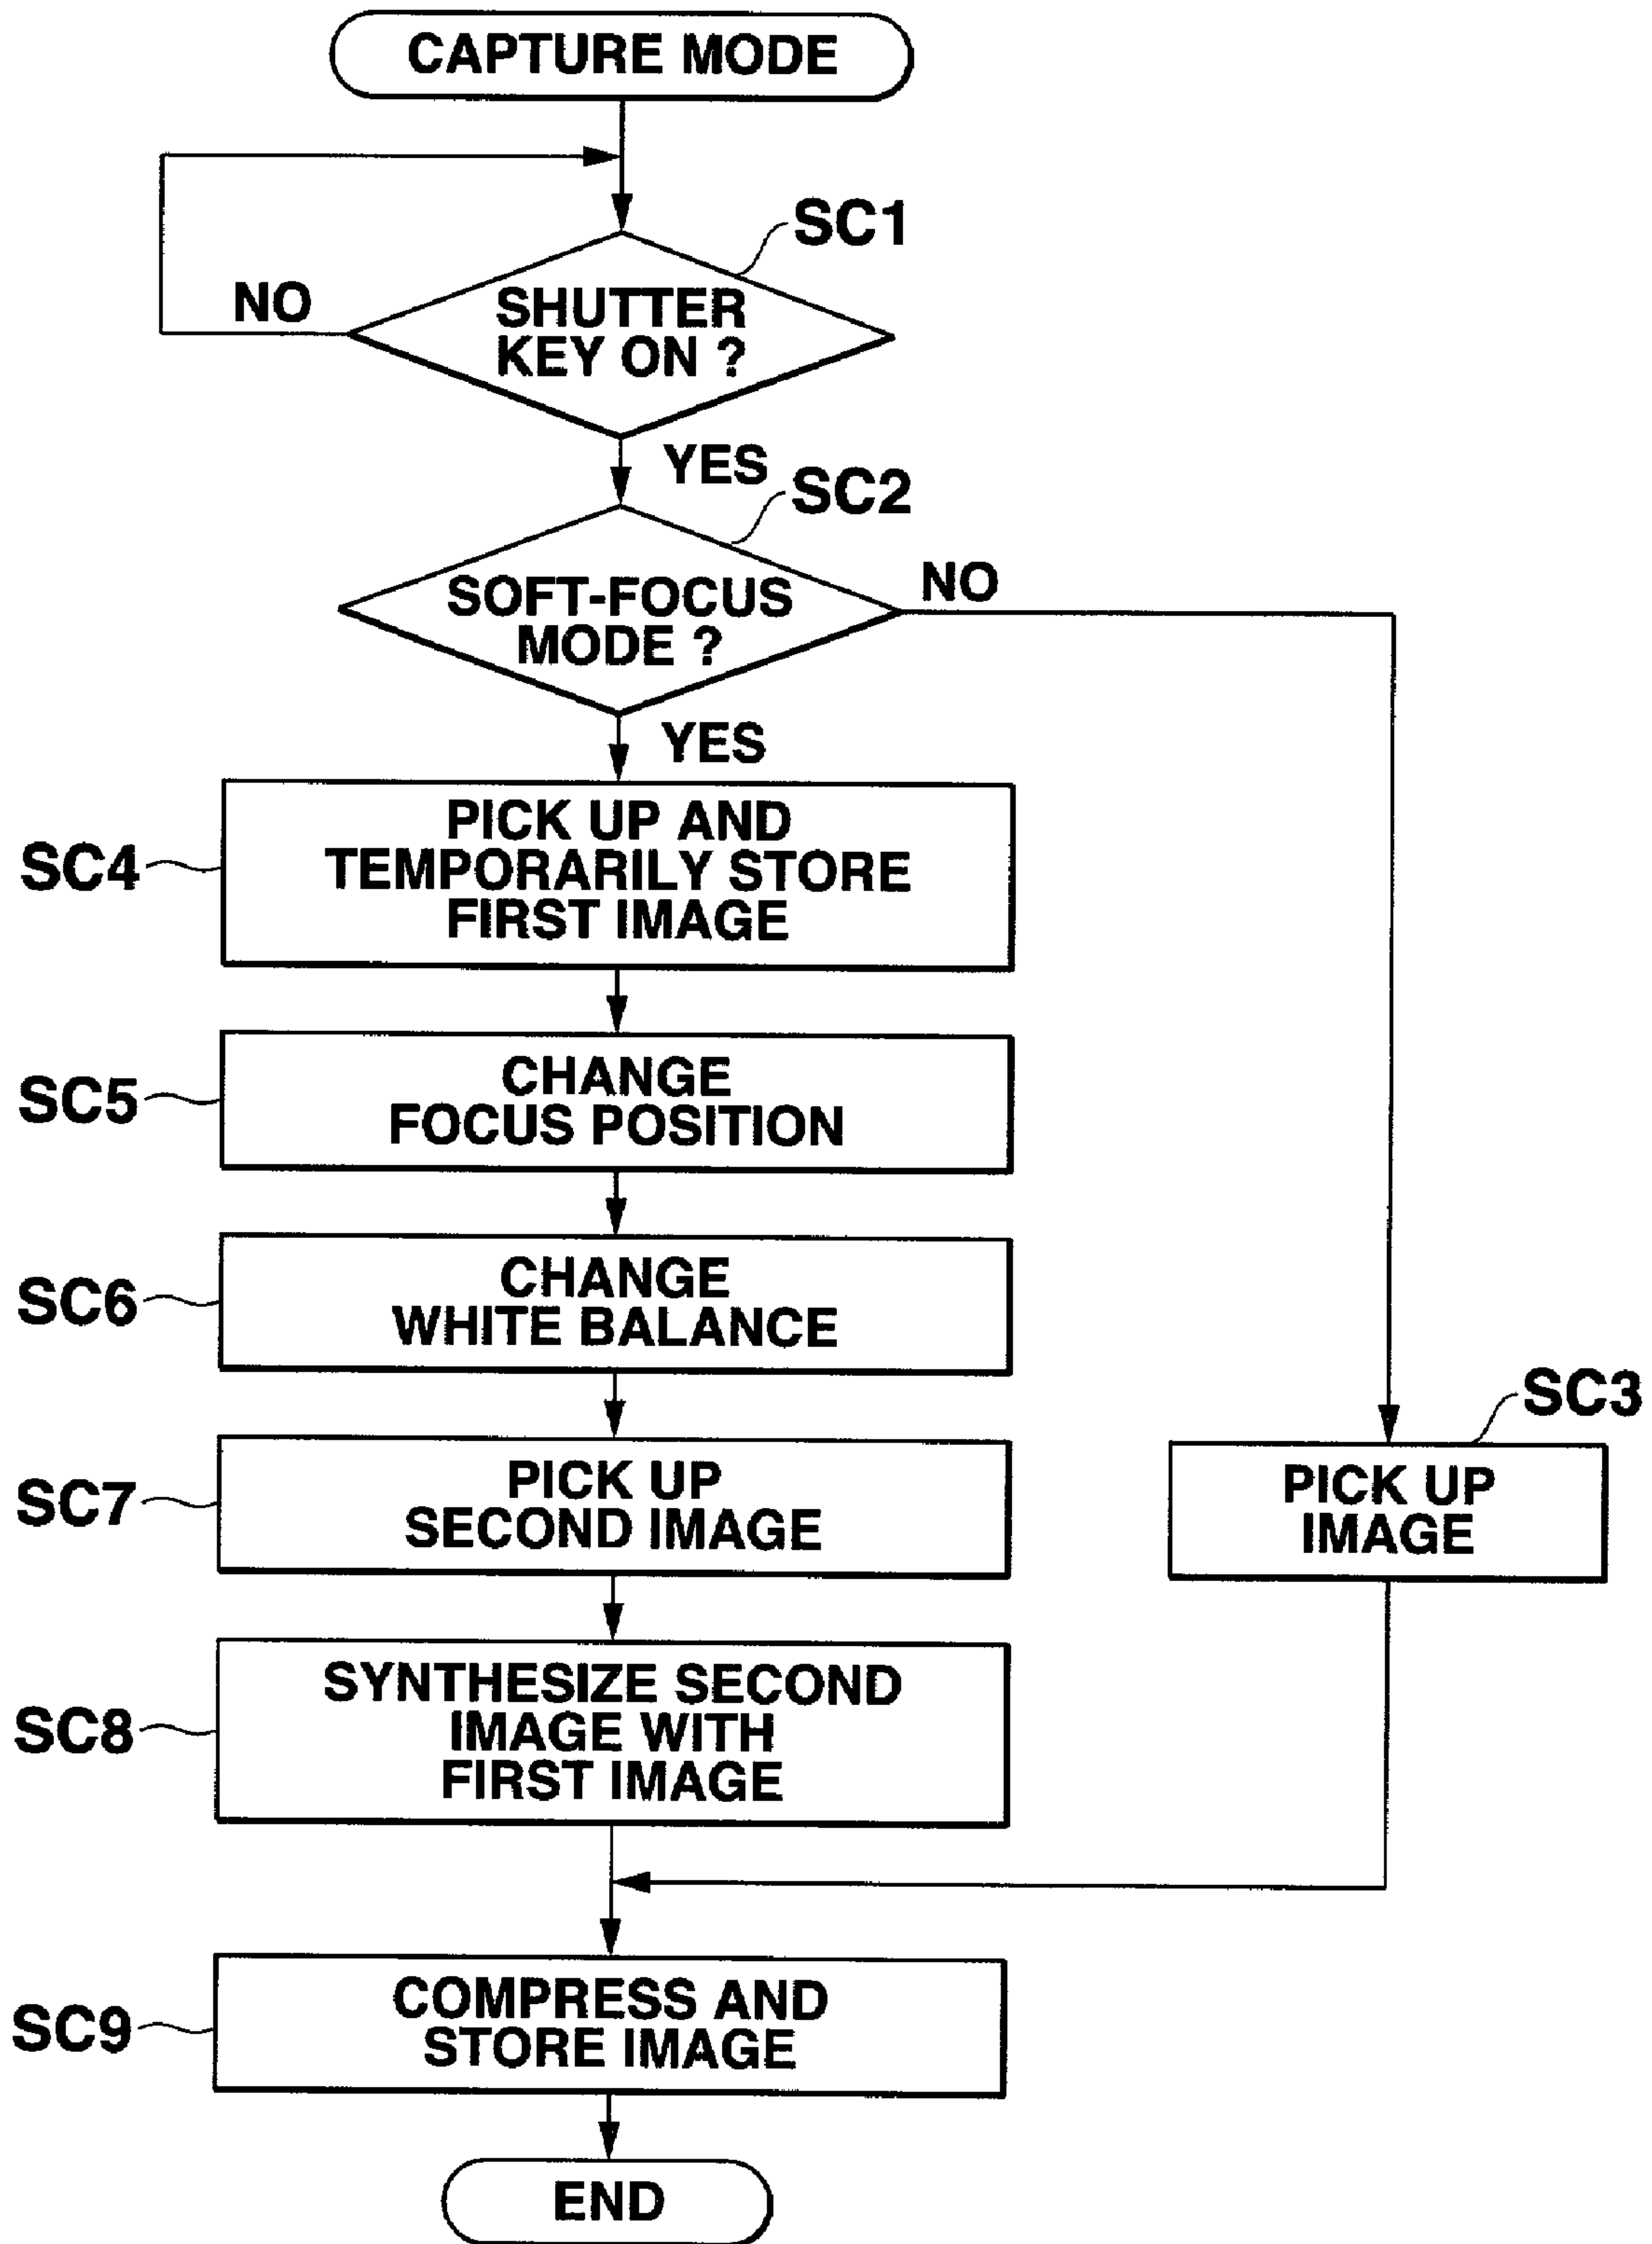 CAPTURE MODE
SC1
NO
SHUTTER
KEY ON ?
YES
SC2
NO
SOFT-FOCUS
MODE ?
YES
SC4
PICK UP AND
TEMPORARILY STORE
FIRST IMAGE
SC5
CHANGE
FOCUS POSITION
SC6
CHANGE
WHITE BALANCE
SC3
SC7
PICK UP
SECOND IMAGE
PICK UP
IMAGE
SC8
SYNTHESIZE SECOND
IMAGE WITH
FIRST IMAGE
SC9
COMPRESS AND
STORE IMAGE
END